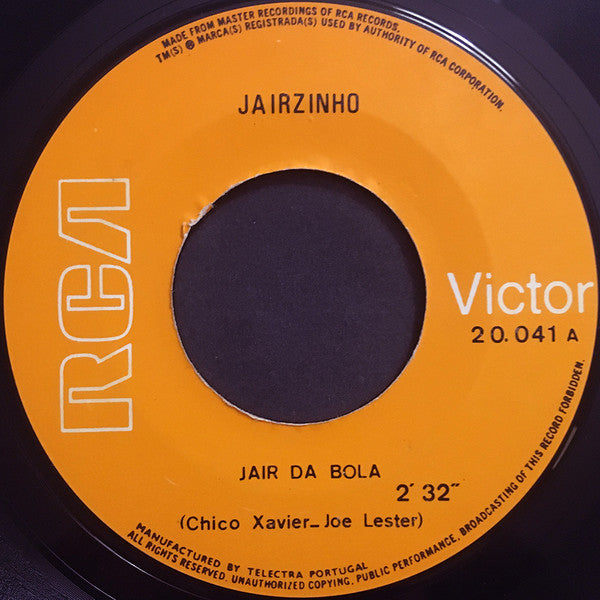 MADE FROM MASTER RECORDINGS OF RCA RECORDS.
TM(S) ® MARCA(S) REGISTRADA(S) USED BY AUTHORITY OF RCA CORPORATION.
JAIRZINHO
RCA
Victor
20.041 A
JAIR DA BOLA
2' 32"
(Chico Xavier_Joe Lester)
MANUFACTURED BY TELECTRA PORTUGAL
ALL RIGHTS RESERVED. UNAUTHORIZED COPYING, PUBLIC PERFORMANCE, BROADCASTING OF THIS RECORD FORBIDDEN.